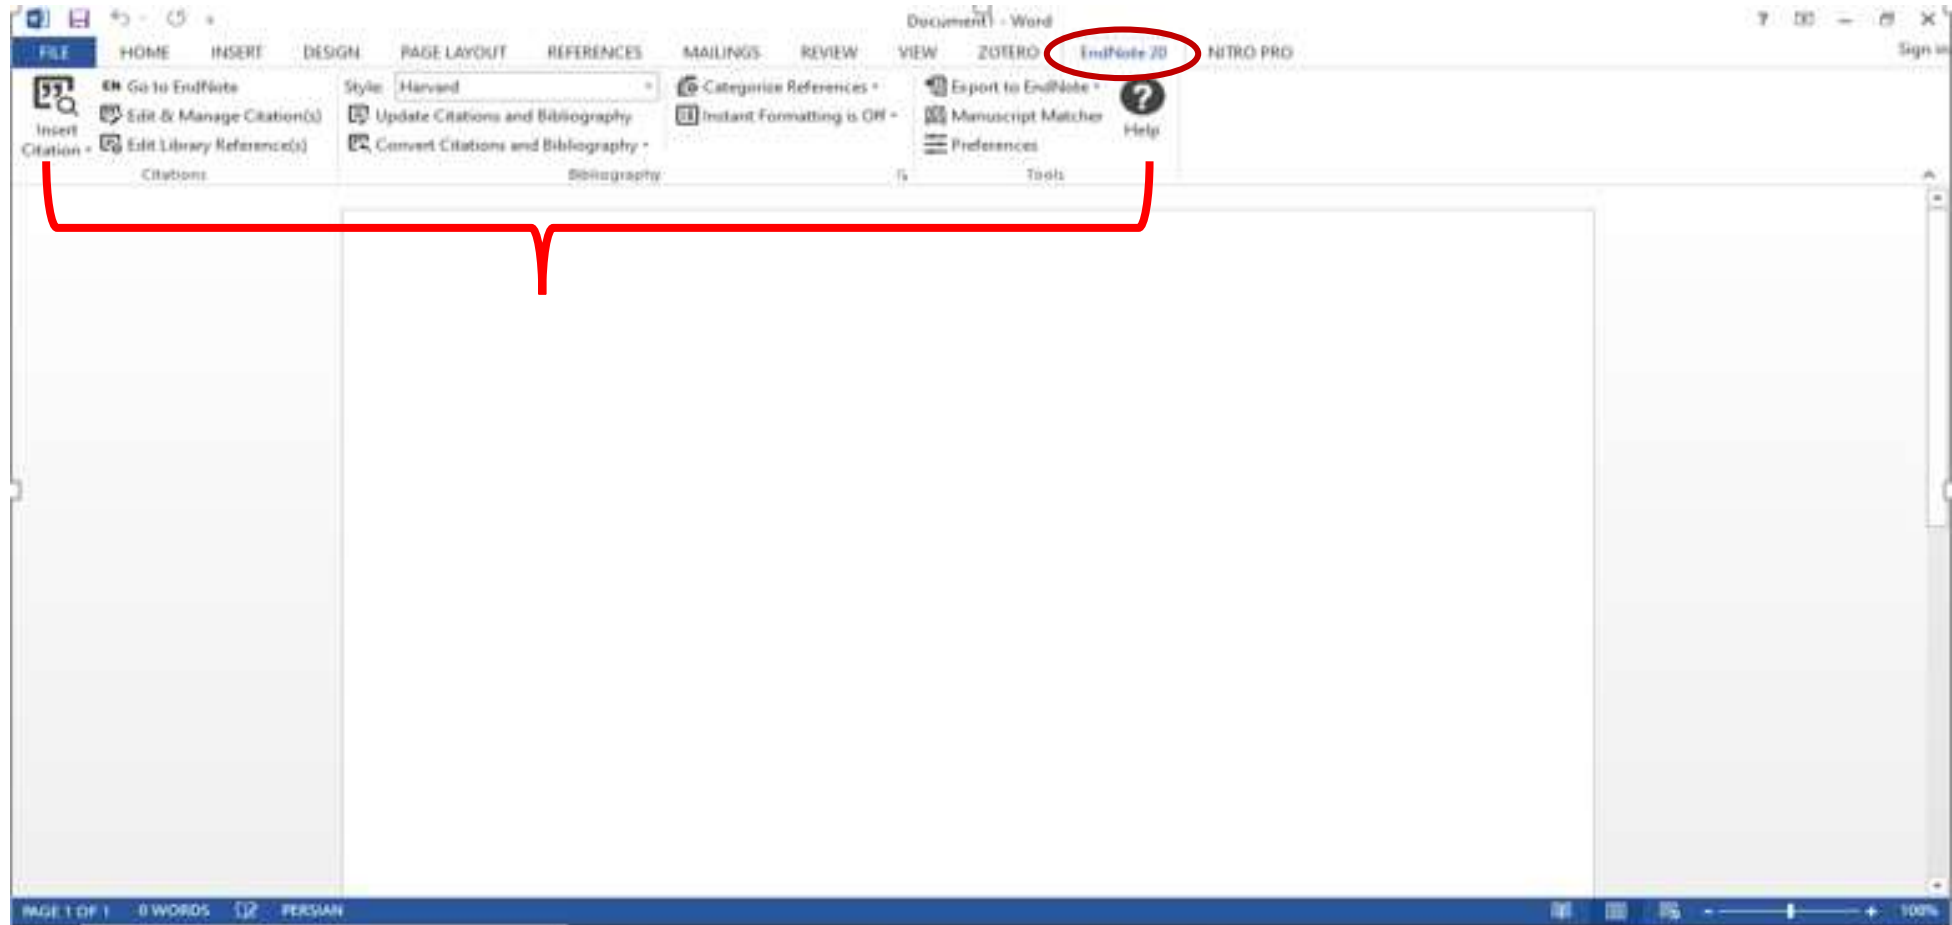 Document1 - Word
Sign in
FILE HOME INSERT DESIGN PAGE LAYOUT REFERENCES MAILINGS REVIEW VIEW ZOTERO EndNote 20 NITRO PRO
Insert Citation
EN Go to EndNote
Edit & Manage Citation(s)
Edit Library Reference(s)
Citations
Style: Harvard
Update Citations and Bibliography
Convert Citations and Bibliography
Categorize References
Instant Formatting is Off
Bibliography
Export to EndNote
Manuscript Matcher
Preferences
Help
Tools
PAGE 1 OF 1 0 WORDS PERSIAN 100%